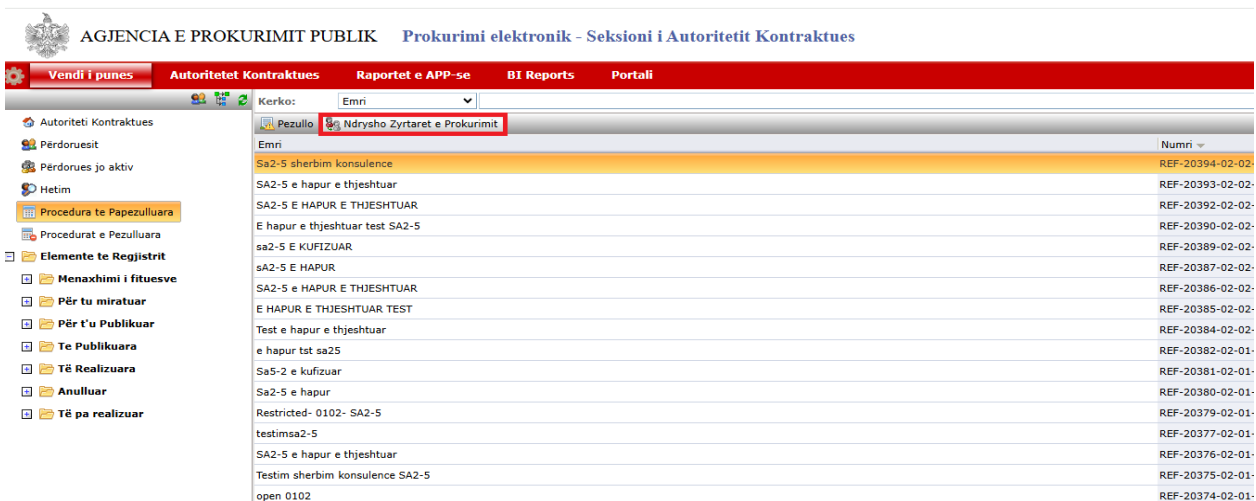 AGJENCIA E PROKURIMIT PUBLIK Prokurimi elektronik - Seksioni i Autoritetit Kontraktues
Vendi i punes Autoritetet Kontraktues Raportet e APP-se BI Reports Portali
Kerko: Emri
Autoriteti Kontraktues
Përdoruesit
Përdorues jo aktiv
Hetim
Procedura te Papezulluara
Procedurat e Pezulluara
Elemente te Regjistrit
Menaxhimi i fituesve
Për tu miratuar
Për t'u Publikuar
Te Publikuara
Të Realizuara
Anulluar
Të pa realizuar
Pezullo Ndrysho Zyrtaret e Prokurimit
Emri Numri
Sa2-5 sherbim konsulence REF-20394-02-02-
SA2-5 e hapur e thjeshtuar REF-20393-02-02-
SA2-5 E HAPUR E THJESHTUAR REF-20392-02-02-
E hapur e thjeshtuar test SA2-5 REF-20390-02-02-
sa2-5 E KUFIZUAR REF-20389-02-02-
sA2-5 E HAPUR REF-20387-02-02-
SA2-5 e HAPUR E THJESHTUAR REF-20386-02-02-
E HAPUR E THJESHTUAR TEST REF-20385-02-02-
Test e hapur e thjeshtuar REF-20384-02-02-
e hapur tst sa25 REF-20382-02-01-
Sa5-2 e kufizuar REF-20381-02-01-
Sa2-5 e hapur REF-20380-02-01-
Restricted- 0102- SA2-5 REF-20379-02-01-
testimsa2-5 REF-20377-02-01-
SA2-5 e hapur e thjeshtuar REF-20376-02-01-
Testim sherbim konsulence SA2-5 REF-20375-02-01-
open 0102 REF-20374-02-01-